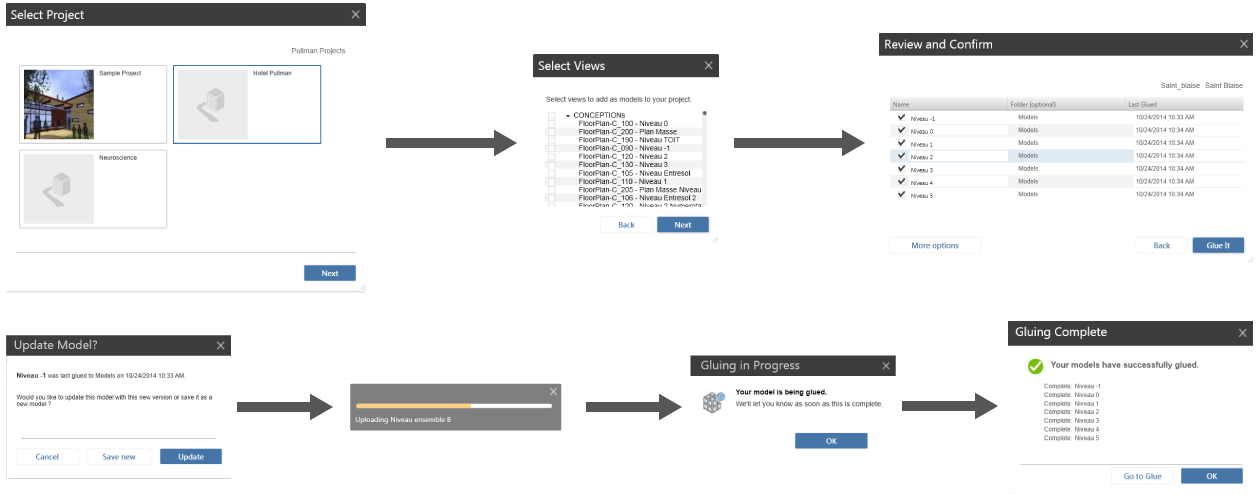 Select Project
Pullman Projects
Sample Project
Hotel Pullman
Neuroscience
Next
Select Views
Select views to add as models to your project.
CONCEPTIONs
FloorPlan-C_100 - Niveau 0
FloorPlan-C_200 - Plan Masse
FloorPlan-C_190 - Niveau TOIT
FloorPlan-C_090 - Niveau -1
FloorPlan-C_120 - Niveau 2
FloorPlan-C_130 - Niveau 3
FloorPlan-C_105 - Niveau Entresol
FloorPlan-C_110 - Niveau 1
FloorPlan-C_205 - Plan Masse Niveau
FloorPlan-C_106 - Niveau Entresol 2
FloorPlan-C_120 - Niveau 2 Numerota
Back Next
Review and Confirm
Saint_blaise Saint Blaise
Name Folder (optional) Last Glued
Niveau -1 Models 10/24/2014 10:33 AM
Niveau 0 Models 10/24/2014 10:34 AM
Niveau 1 Models 10/24/2014 10:34 AM
Niveau 2 Models 10/24/2014 10:34 AM
Niveau 3 Models 10/24/2014 10:34 AM
Niveau 4 Models 10/24/2014 10:34 AM
Niveau 5 Models 10/24/2014 10:34 AM
More options Back Glue It
Update Model?
Niveau -1 was last glued to Models on 10/24/2014 10:33 AM.
Would you like to update this model with this new version or save it as a
new model ?
Cancel Save new Update
Uploading Niveau ensemble 8
Gluing in Progress
Your model is being glued.
We'll let you know as soon as this is complete.
OK
Gluing Complete
Your models have successfully glued.
Complete: Niveau -1
Complete: Niveau 0
Complete: Niveau 1
Complete: Niveau 2
Complete: Niveau 3
Complete: Niveau 4
Complete: Niveau 5
Go to Glue OK